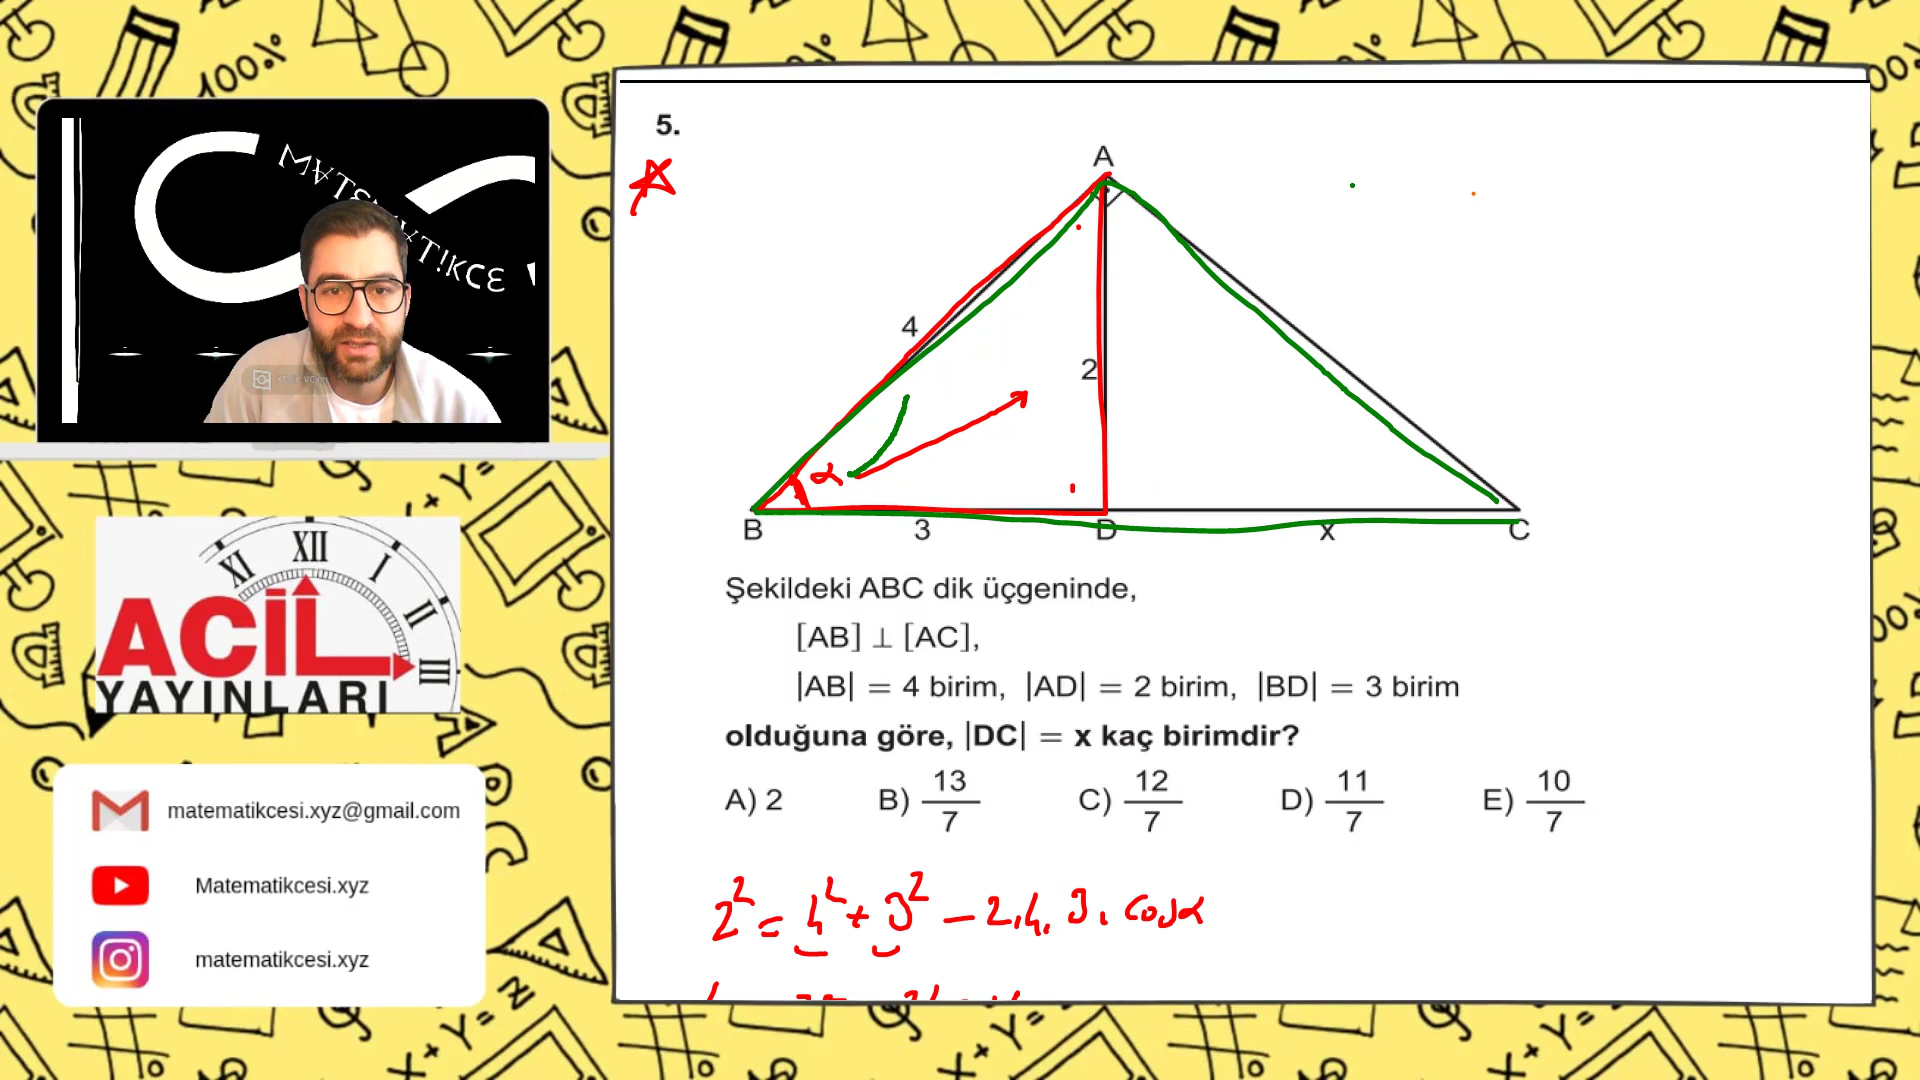 5.
A
4
2
α
B
3
D
x
C
Şekildeki ABC dik üçgeninde,
[AB] ⊥ [AC],
|AB| = 4 birim, |AD| = 2 birim, |BD| = 3 birim
olduğuna göre, |DC| = x kaç birimdir?
A) 2 B) 13/7 C) 12/7 D) 11/7 E) 10/7
2² = 4² + 3² – 2.4.3. cosα
XI XII I II III
ACİL
YAYINLARI
matematikcesi.xyz@gmail.com
Matematikcesi.xyz
matematikcesi.xyz